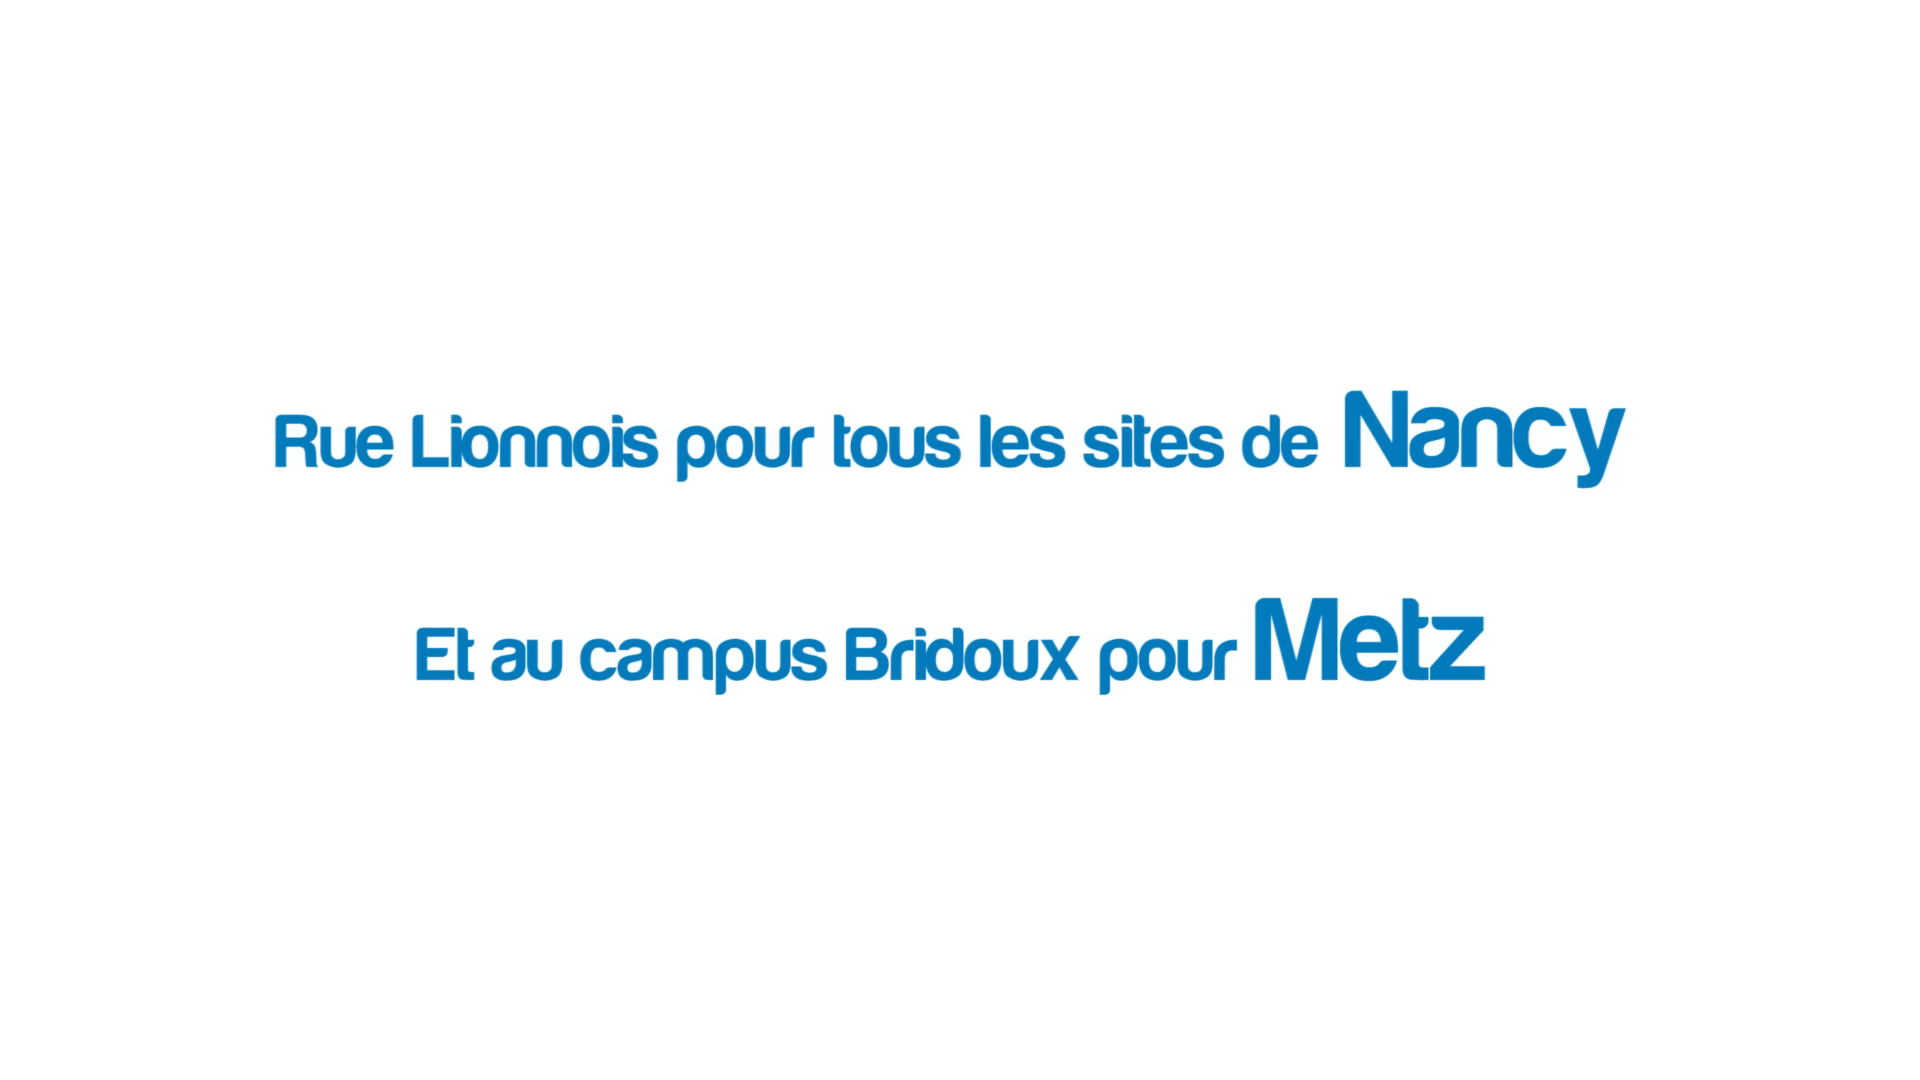 Rue Lionnois pour tous les sites de Nancy
Et au campus Bridoux pour Metz